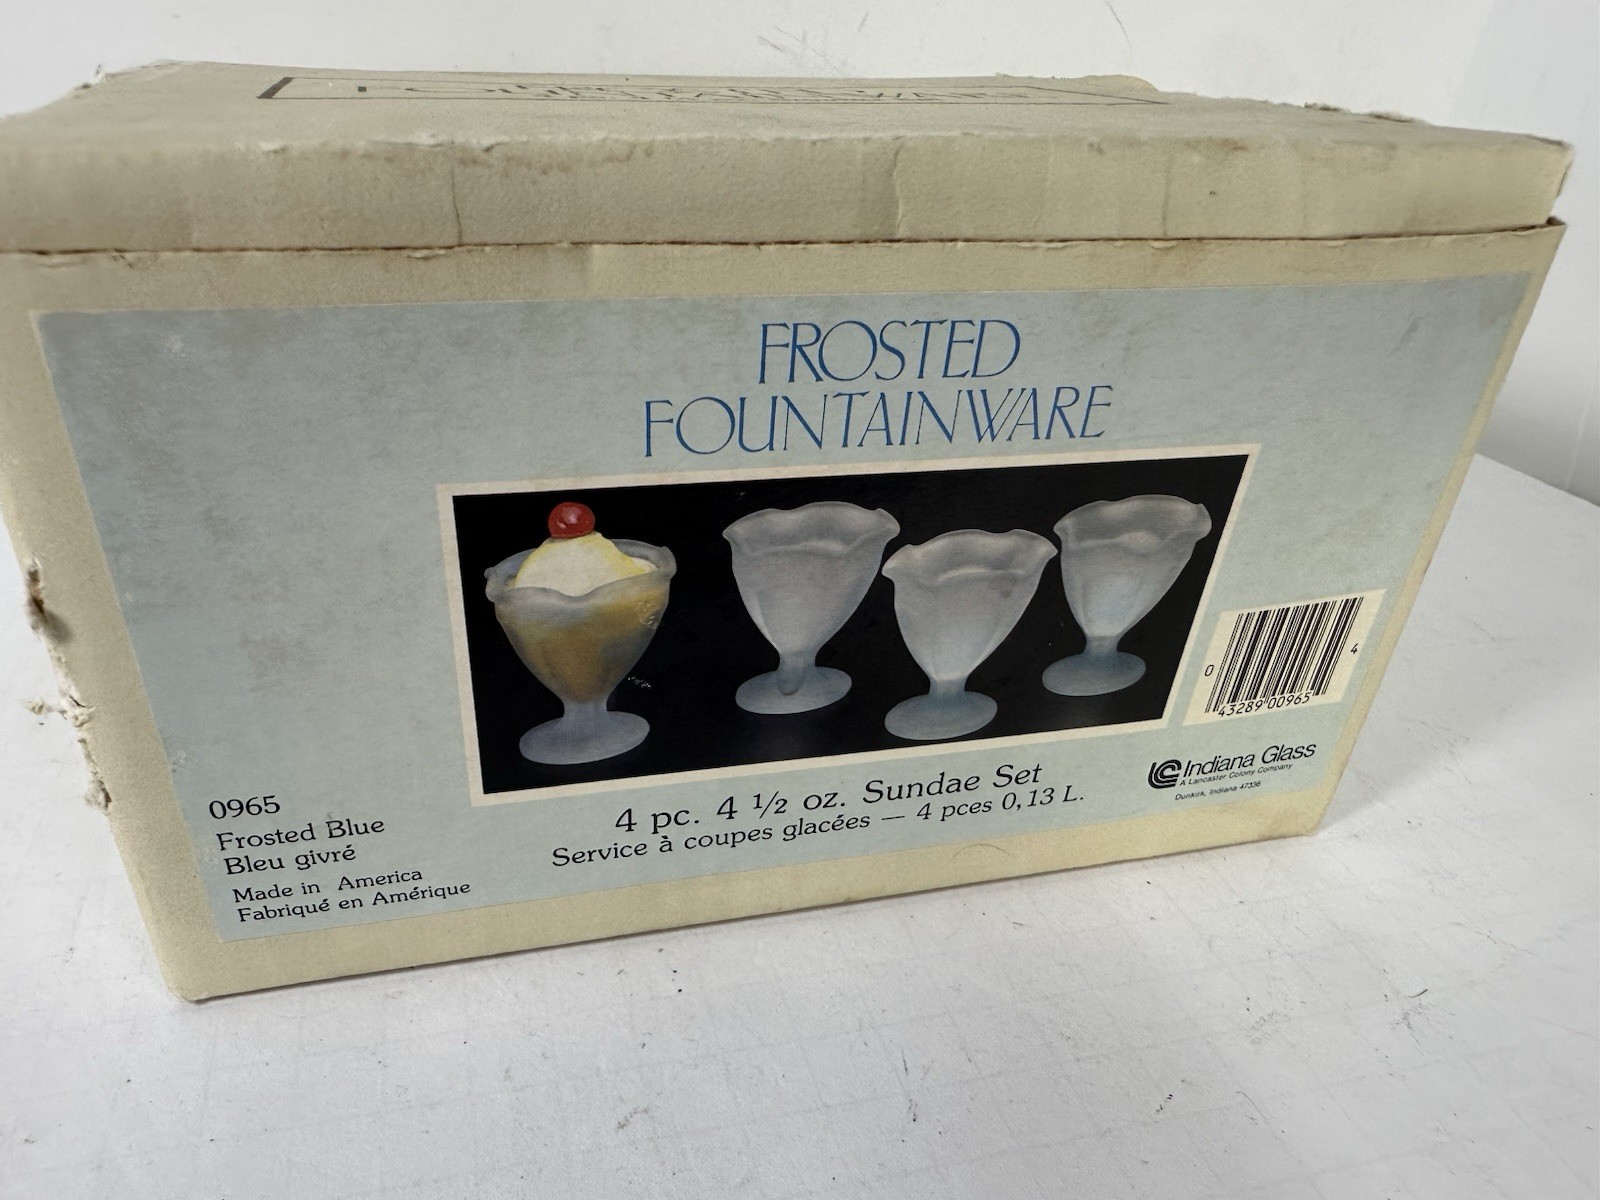 FROSTED
FOUNTAINWARE
0965
Frosted Blue
Bleu givré
Made in America
Fabriqué en Amérique
4 pc. 4 1/2 oz. Sundae Set
Service à coupes glacées — 4 pces 0,13 L.
0 43289 00965 4
Indiana Glass
A Lancaster Colony Company
Dunkirk, Indiana 47336